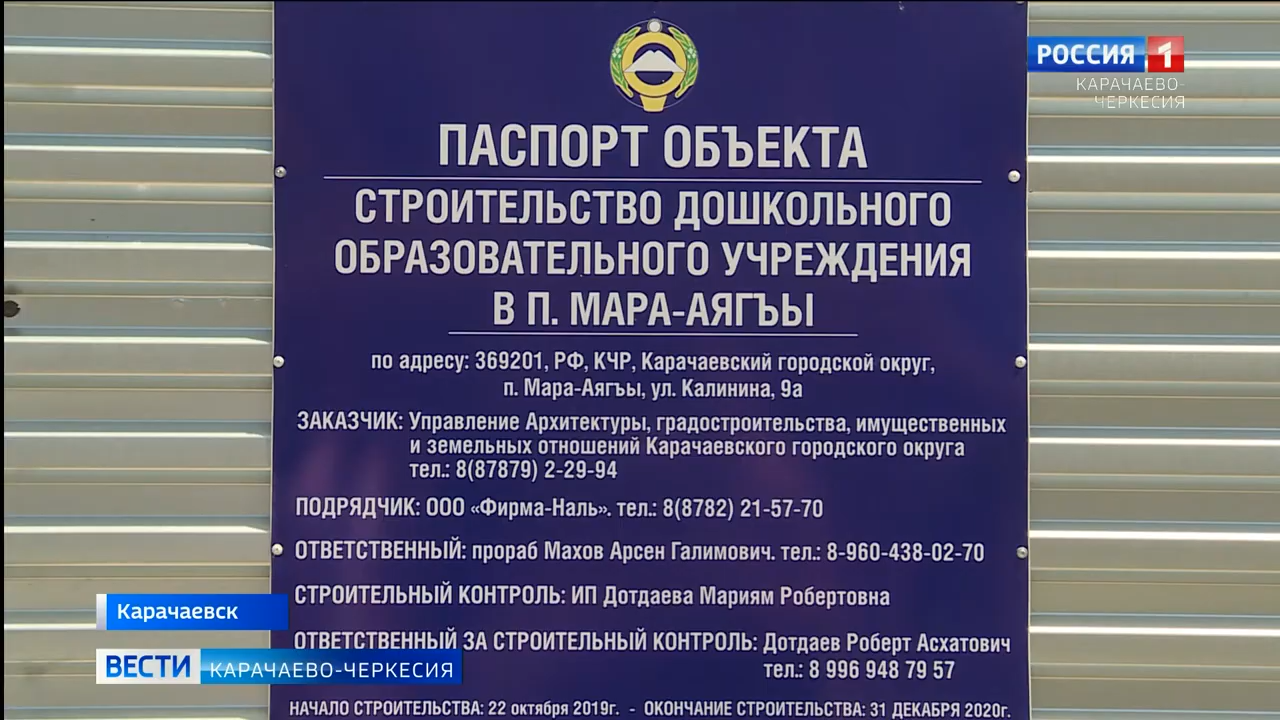 РОССИЯ 1
КАРАЧАЕВО-
ЧЕРКЕСИЯ
ПАСПОРТ ОБЪЕКТА
СТРОИТЕЛЬСТВО ДОШКОЛЬНОГО
ОБРАЗОВАТЕЛЬНОГО УЧРЕЖДЕНИЯ
В П. МАРА-АЯГЪЫ
по адресу: 369201, РФ, КЧР, Карачаевский городской округ,
п. Мара-Аягъы, ул. Калинина, 9а
ЗАКАЗЧИК: Управление Архитектуры, градостроительства, имущественных
и земельных отношений Карачаевского городского округа
тел.: 8(87879) 2-29-94
ПОДРЯДЧИК: ООО «Фирма-Наль». тел.: 8(8782) 21-57-70
ОТВЕТСТВЕННЫЙ: прораб Махов Арсен Галимович. тел.: 8-960-438-02-70
СТРОИТЕЛЬНЫЙ КОНТРОЛЬ: ИП Дотдаева Мариям Робертовна
ОТВЕТСТВЕННЫЙ ЗА СТРОИТЕЛЬНЫЙ КОНТРОЛЬ: Дотдаев Роберт Асхатович
тел.: 8 996 948 79 57
НАЧАЛО СТРОИТЕЛЬСТВА: 22 октября 2019г. - ОКОНЧАНИЕ СТРОИТЕЛЬСТВА: 31 ДЕКАБРЯ 2020г.
Карачаевск
ВЕСТИ КАРАЧАЕВО-ЧЕРКЕСИЯ